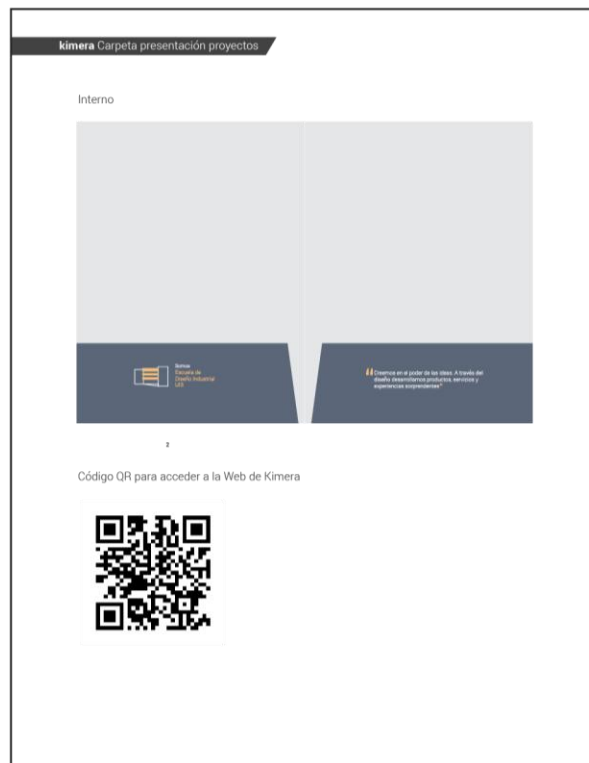 kimera Carpeta presentación proyectos
Interno
Somos
Escuela de
Diseño Industrial
“Creemos en el poder de las ideas. A través del
diseño desarrollamos productos, servicios y
experiencias sorprendentes”
2
Código QR para acceder a la Web de Kimera